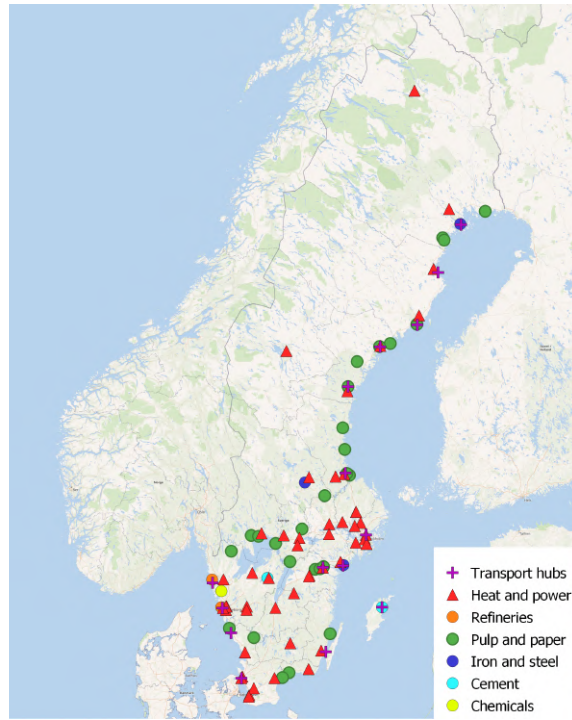 Transport hubs
Heat and power
Refineries
Pulp and paper
Iron and steel
Cement
Chemicals